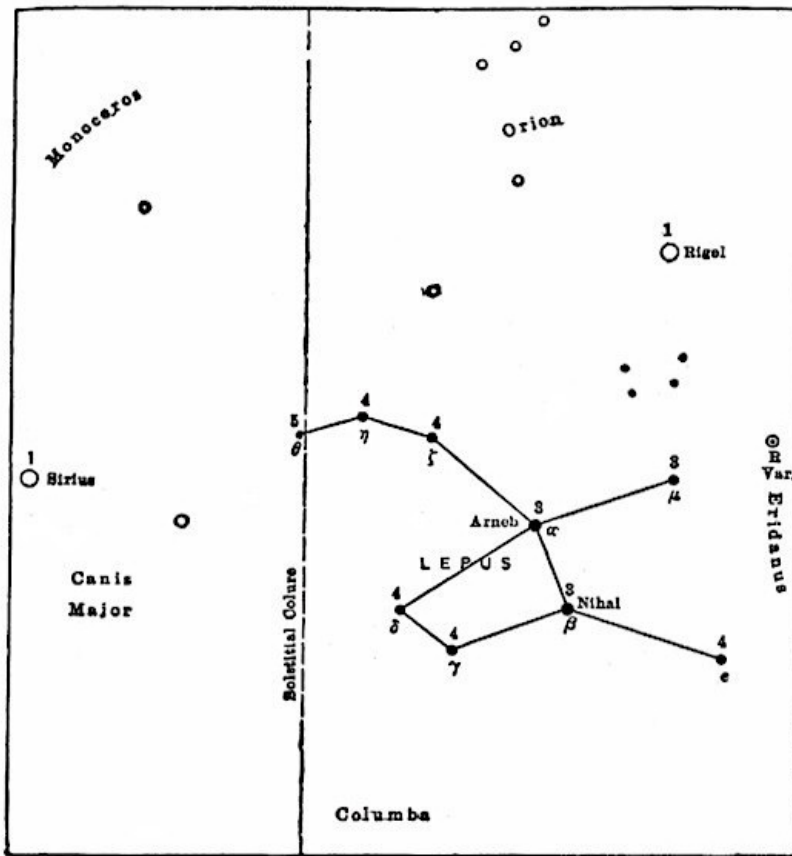 Monoceros
Orion
1
Rigel
4
4
5
η
θ
ζ
1
Sirius
R
Var.
3
μ
Eridanus
3
Arneb
α
LEPUS
Canis
Major
Solstitial Colure
4
δ
3
Nihal
β
4
γ
4
e
Columba